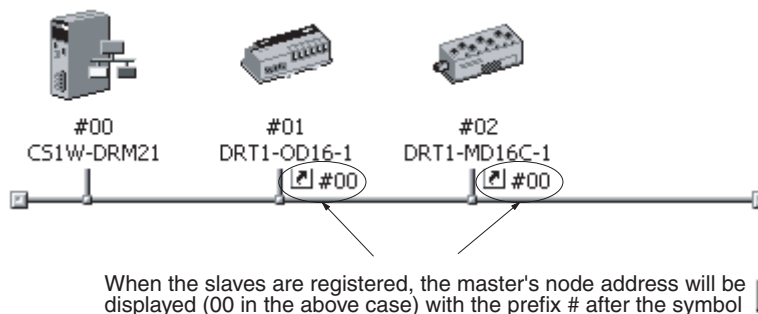 #00
CS1W-DRM21
#01
DRT1-OD16-1
#02
DRT1-MD16C-1
#00
#00
When the slaves are registered, the master's node address will be
displayed (00 in the above case) with the prefix # after the symbol